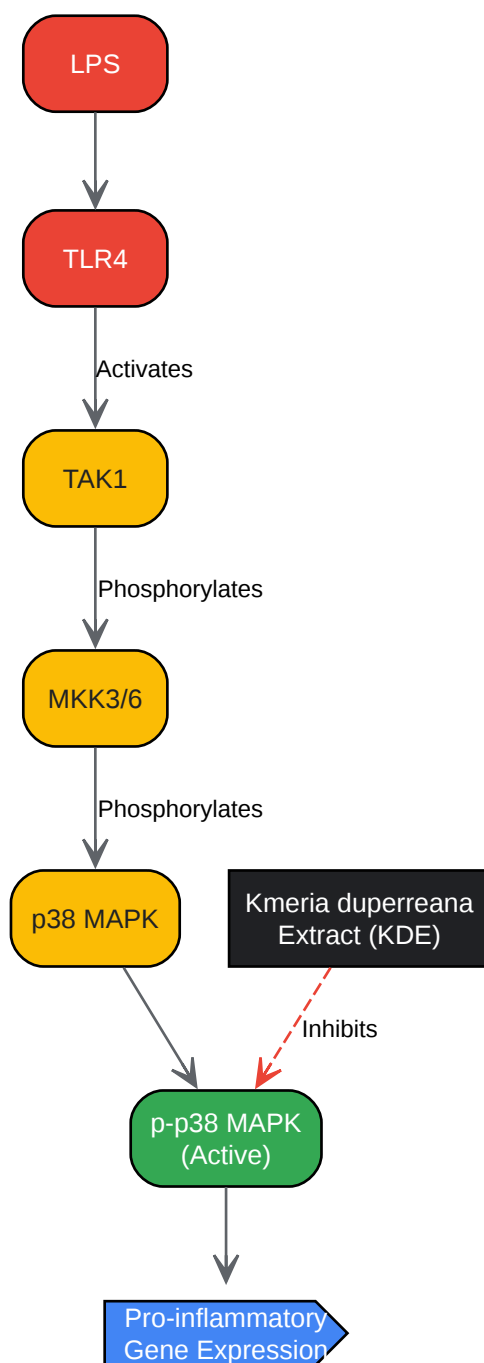 LPS
TLR4
Activates
TAK1
Phosphorylates
MKK3/6
Phosphorylates
p38 MAPK
Kmeria duperreana
Extract (KDE)
Inhibits
p-p38 MAPK
(Active)
Pro-inflammatory
Gene Expression